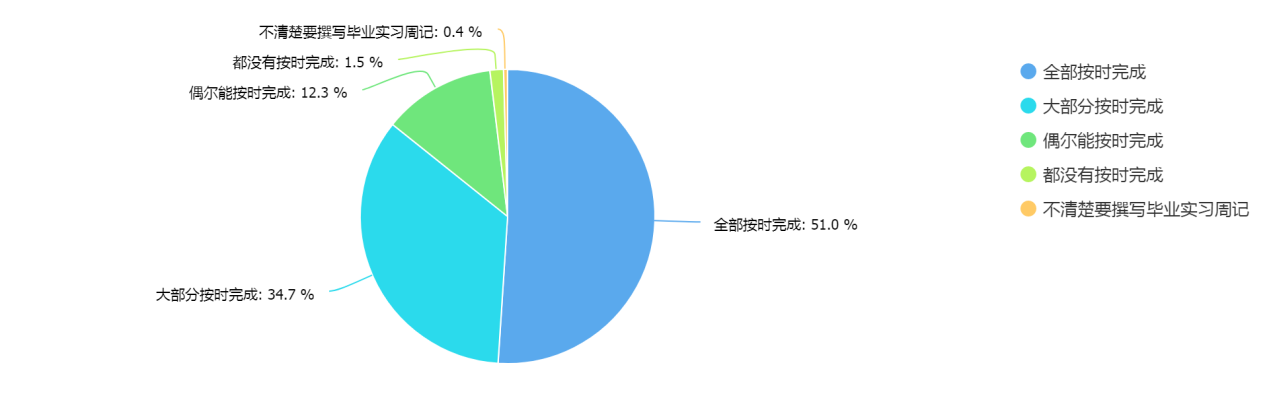 不清楚要撰写毕业实习周记: 0.4 %
都没有按时完成: 1.5 %
偶尔能按时完成: 12.3 %
全部按时完成: 51.0 %
大部分按时完成: 34.7 %
全部按时完成
大部分按时完成
偶尔能按时完成
都没有按时完成
不清楚要撰写毕业实习周记